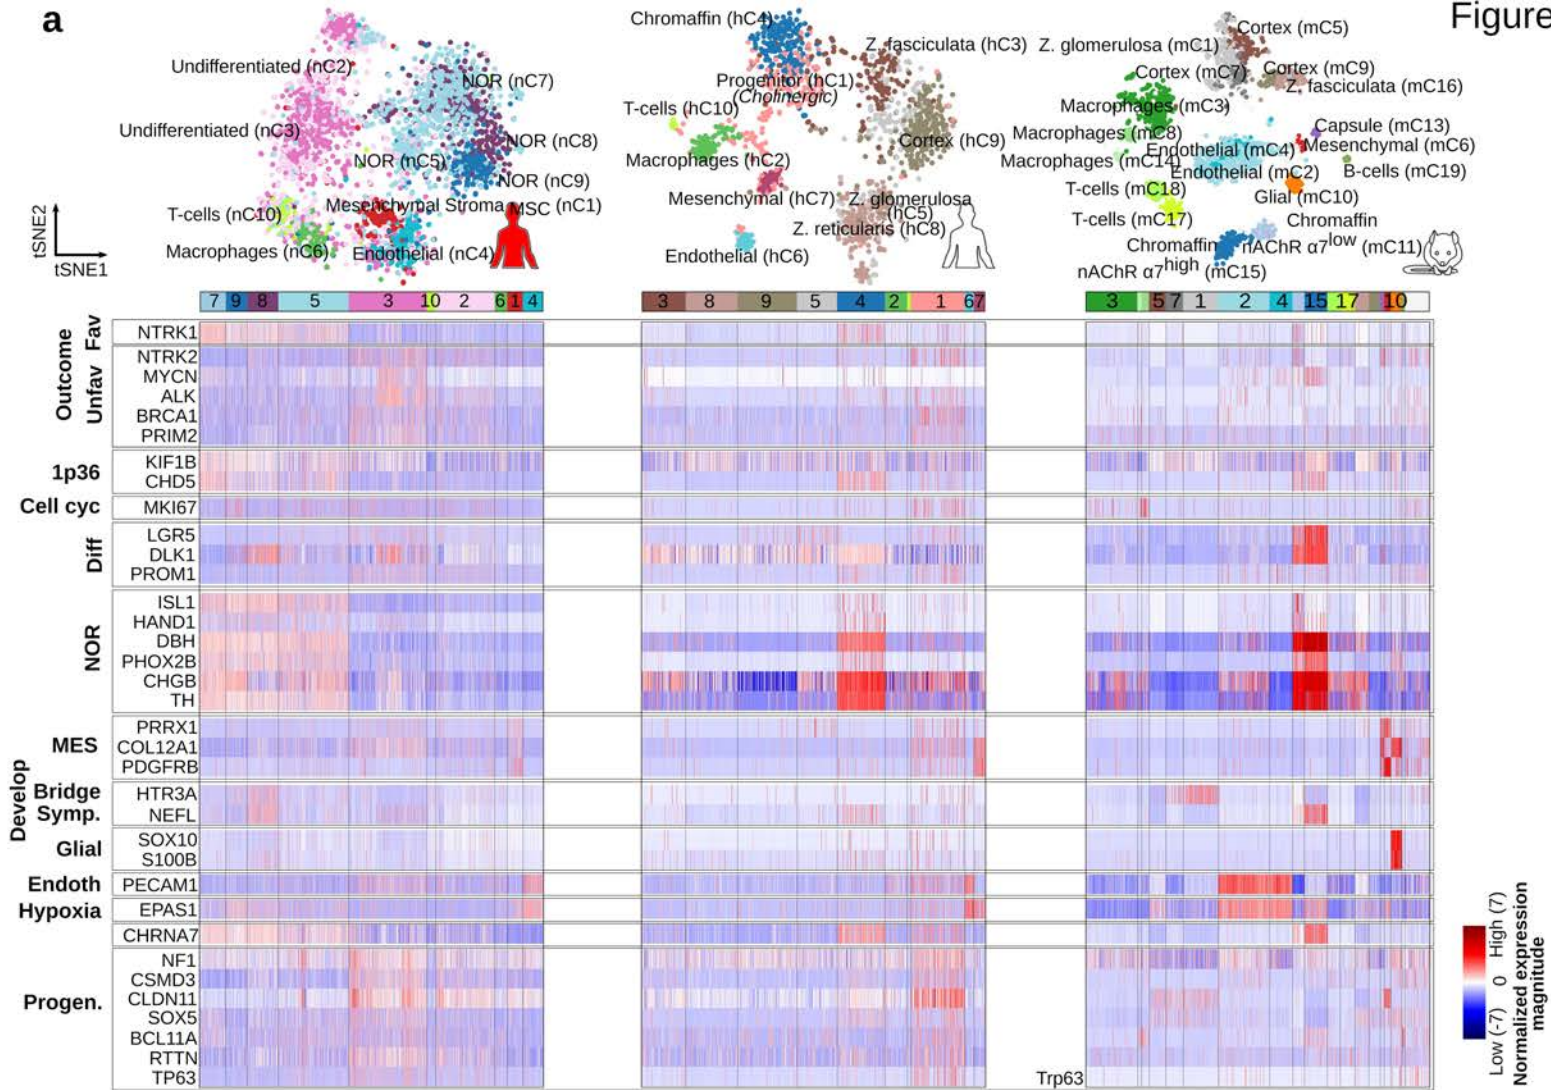 a
Figure
Undifferentiated (nC2)
NOR (nC7)
Undifferentiated (nC3)
NOR (nC8)
NOR (nC5)
NOR (nC9)
T-cells (nC10)
Mesenchymal Stroma MSC (nC1)
Macrophages (nC6)
Endothelial (nC4)
tSNE2
tSNE1
Chromaffin (hC4)
Z. fasciculata (hC3)
Progenitor (hC1)
(Cholinergic)
T-cells (hC10)
Cortex (hC9)
Macrophages (hC2)
Mesenchymal (hC7)
Z. glomerulosa
(hC5)
Z. reticularis (hC8)
Endothelial (hC6)
Cortex (mC5)
Z. glomerulosa (mC1)
Cortex (mC7)
Cortex (mC9)
Z. fasciculata (mC16)
Macrophages (mC3)
Macrophages (mC8)
Capsule (mC13)
Endothelial (mC4)
Mesenchymal (mC6)
Macrophages (mC14)
Endothelial (mC2)
B-cells (mC19)
T-cells (mC18)
Glial (mC10)
T-cells (mC17)
Chromaffin
low
nAChR α7 (mC11)
Chromaffin
high
nAChR α7 (mC15)
7 9 8 5 3 10 2 6 1 4
3 8 9 5 4 2 1 6 7
3 5 7 1 2 4 15 17 10
Outcome
Fav
NTRK1
Unfav
NTRK2
MYCN
ALK
BRCA1
PRIM2
1p36
KIF1B
CHD5
Cell cyc
MKI67
Diff
LGR5
DLK1
PROM1
NOR
ISL1
HAND1
DBH
PHOX2B
CHGB
TH
Develop
MES
PRRX1
COL12A1
PDGFRB
Bridge
HTR3A
Symp.
NEFL
Glial
SOX10
S100B
Endoth
PECAM1
Hypoxia
EPAS1
CHRNA7
Progen.
NF1
CSMD3
CLDN11
SOX5
BCL11A
RTTN
TP63
Trp63
Low (-7) 0 High (7)
Normalized expression
magnitude